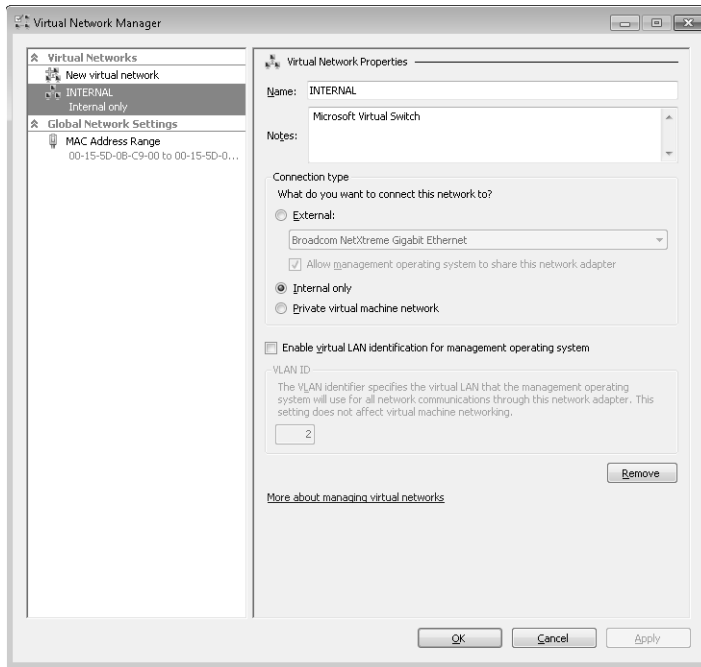 Virtual Network Manager
Virtual Networks
New virtual network
INTERNAL
Internal only
Global Network Settings
MAC Address Range
00-15-5D-0B-C9-00 to 00-15-5D-0...
Virtual Network Properties
Name: INTERNAL
Notes: Microsoft Virtual Switch
Connection type
What do you want to connect this network to?
External:
Broadcom NetXtreme Gigabit Ethernet
Allow management operating system to share this network adapter
Internal only
Private virtual machine network
Enable virtual LAN identification for management operating system
VLAN ID
The VLAN identifier specifies the virtual LAN that the management operating
system will use for all network communications through this network adapter. This
setting does not affect virtual machine networking.
2
Remove
More about managing virtual networks
OK Cancel Apply